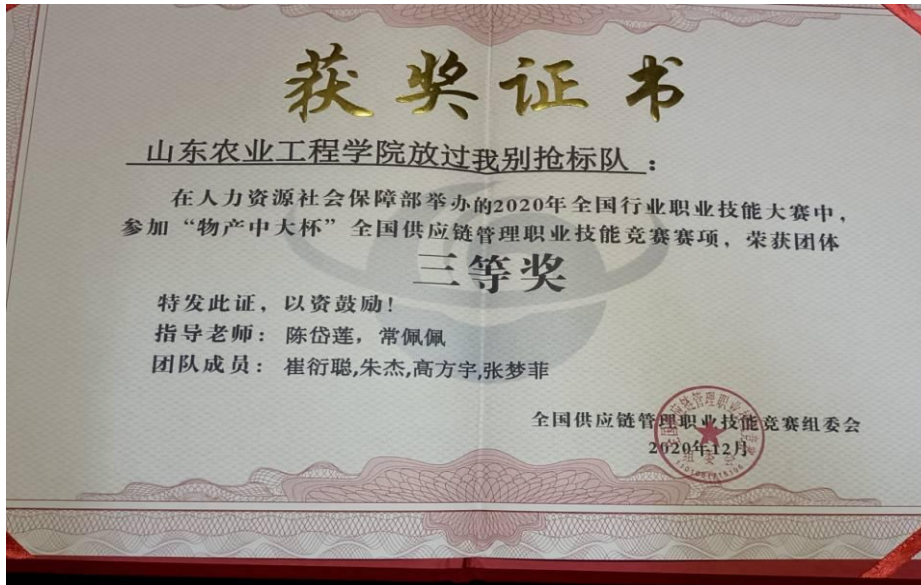 获奖证书
山东农业工程学院放过我别抢标队：
在人力资源社会保障部举办的2020年全国行业职业技能大赛中，
参加“物产中大杯”全国供应链管理职业技能竞赛赛项，荣获团体
三等奖
特发此证，以资鼓励！
指导老师：陈岱莲，常佩佩
团队成员：崔衍聪,朱杰,高方宇,张梦菲
全国供应链管理职业技能竞赛组委会
2020年12月
组委会